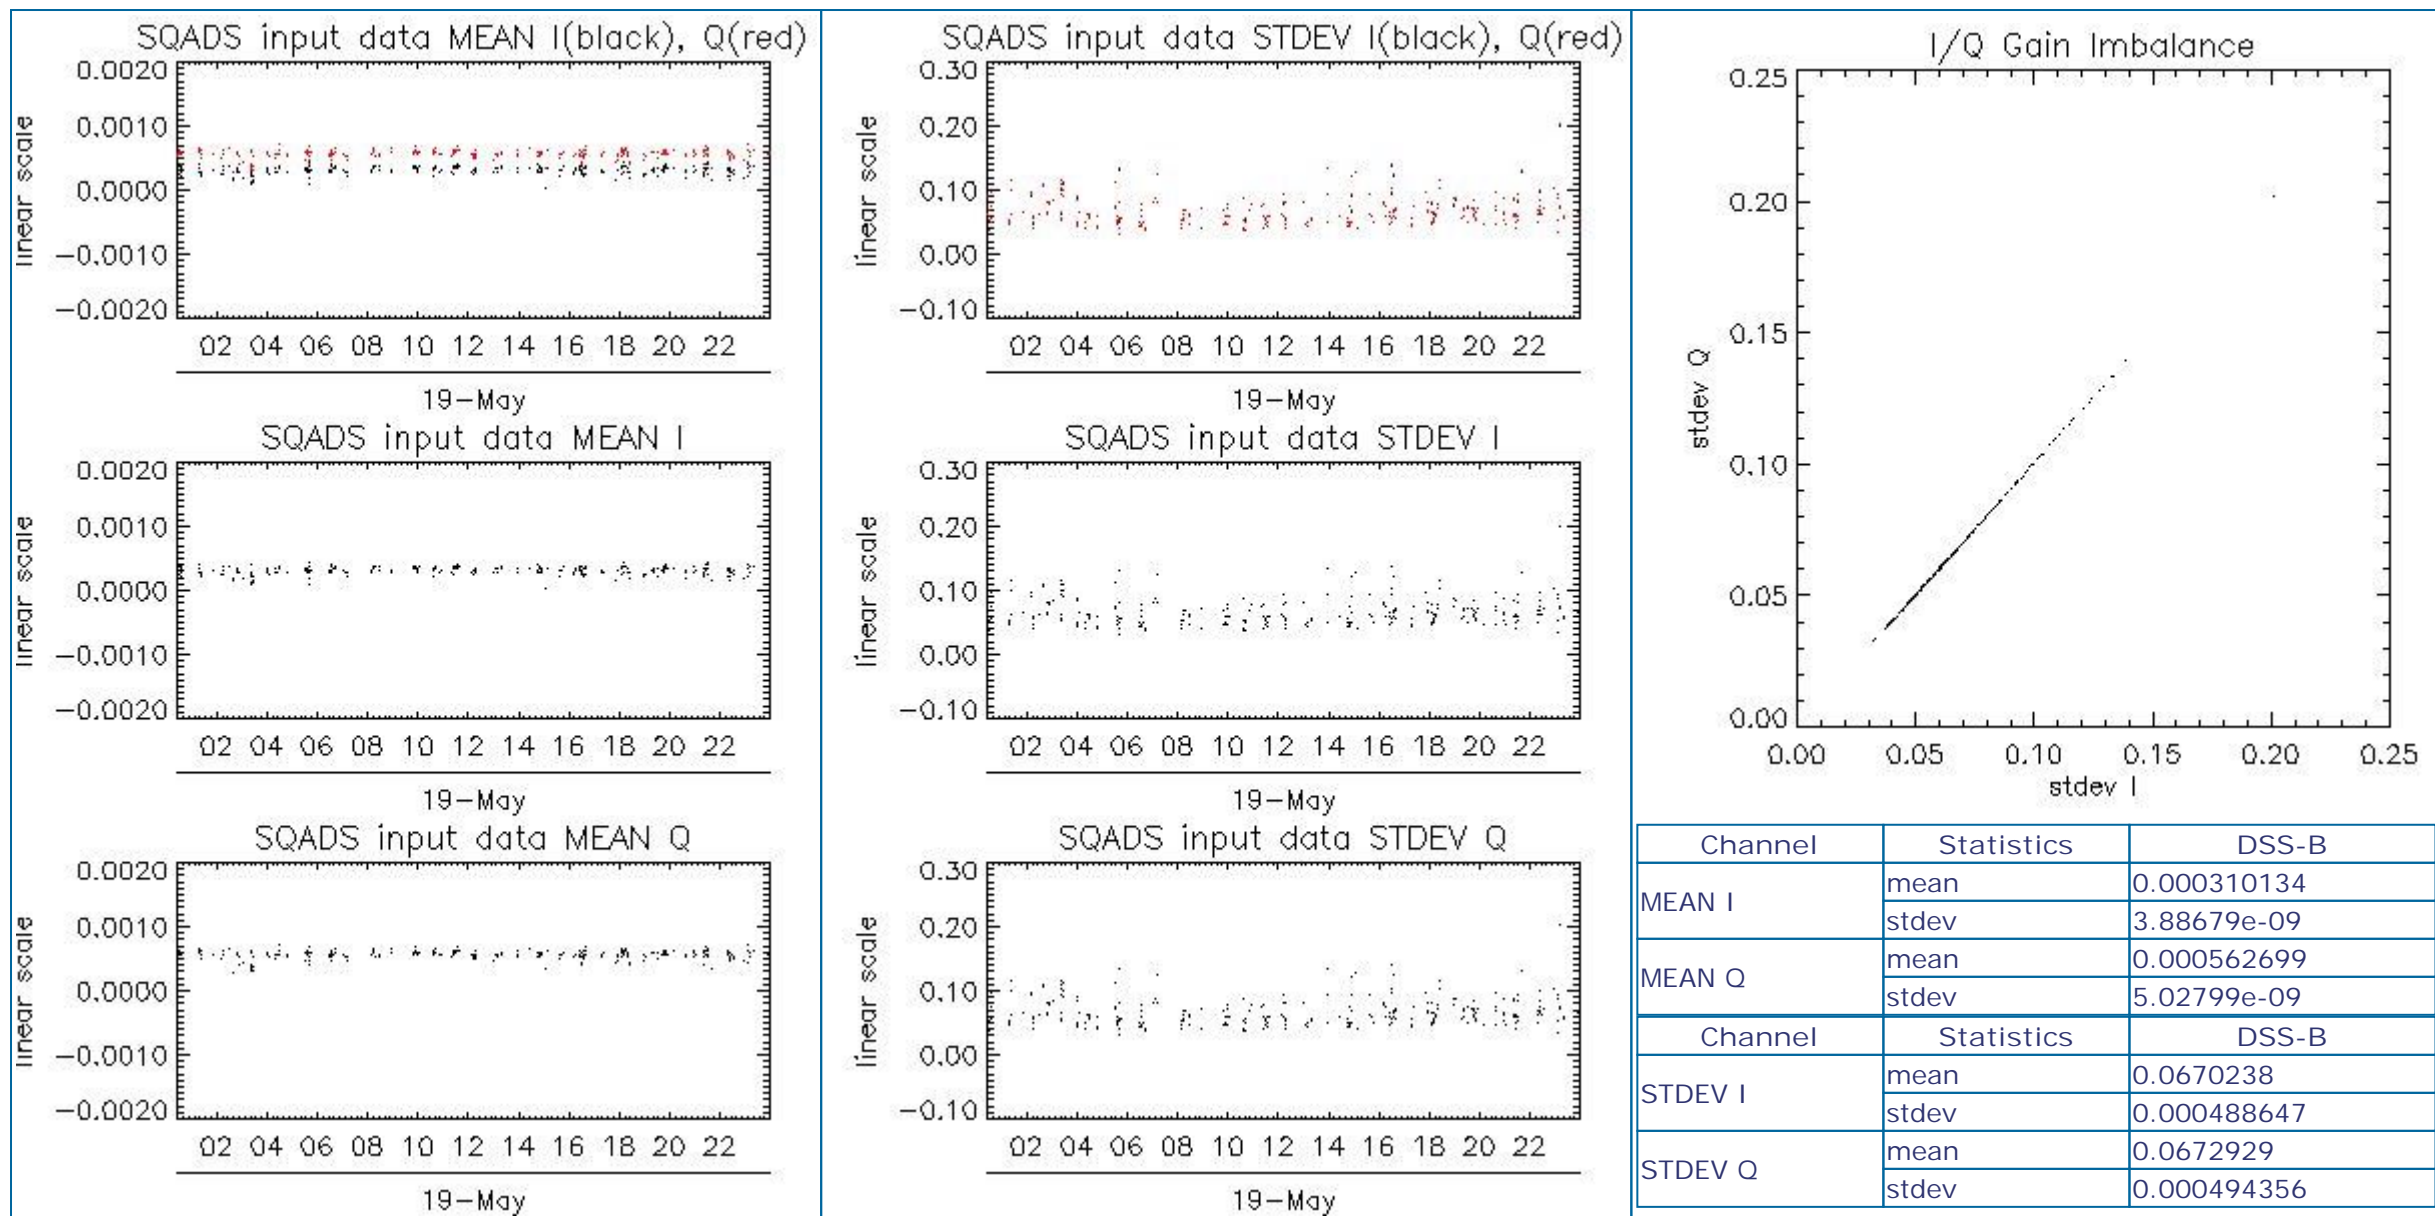 SQADS input data MEAN I(black), Q(red)
linear scale
0.0020
0.0010
0.0000
−0.0010
−0.0020
02 04 06 08 10 12 14 16 18 20 22
19−May
SQADS input data MEAN I
linear scale
0.0020
0.0010
0.0000
−0.0010
−0.0020
02 04 06 08 10 12 14 16 18 20 22
19−May
SQADS input data MEAN Q
linear scale
0.0020
0.0010
0.0000
−0.0010
−0.0020
02 04 06 08 10 12 14 16 18 20 22
19−May
SQADS input data STDEV I(black), Q(red)
linear scale
0.30
0.20
0.10
0.00
−0.10
02 04 06 08 10 12 14 16 18 20 22
19−May
SQADS input data STDEV I
linear scale
0.30
0.20
0.10
0.00
−0.10
02 04 06 08 10 12 14 16 18 20 22
19−May
SQADS input data STDEV Q
linear scale
0.30
0.20
0.10
0.00
−0.10
02 04 06 08 10 12 14 16 18 20 22
19−May
I/Q Gain Imbalance
stdev Q
0.25
0.20
0.15
0.10
0.05
0.00
0.00 0.05 0.10 0.15 0.20 0.25
stdev I
Channel Statistics DSS-B
MEAN I mean 0.000310134
stdev 3.88679e-09
MEAN Q mean 0.000562699
stdev 5.02799e-09
Channel Statistics DSS-B
STDEV I mean 0.0670238
stdev 0.000488647
STDEV Q mean 0.0672929
stdev 0.000494356